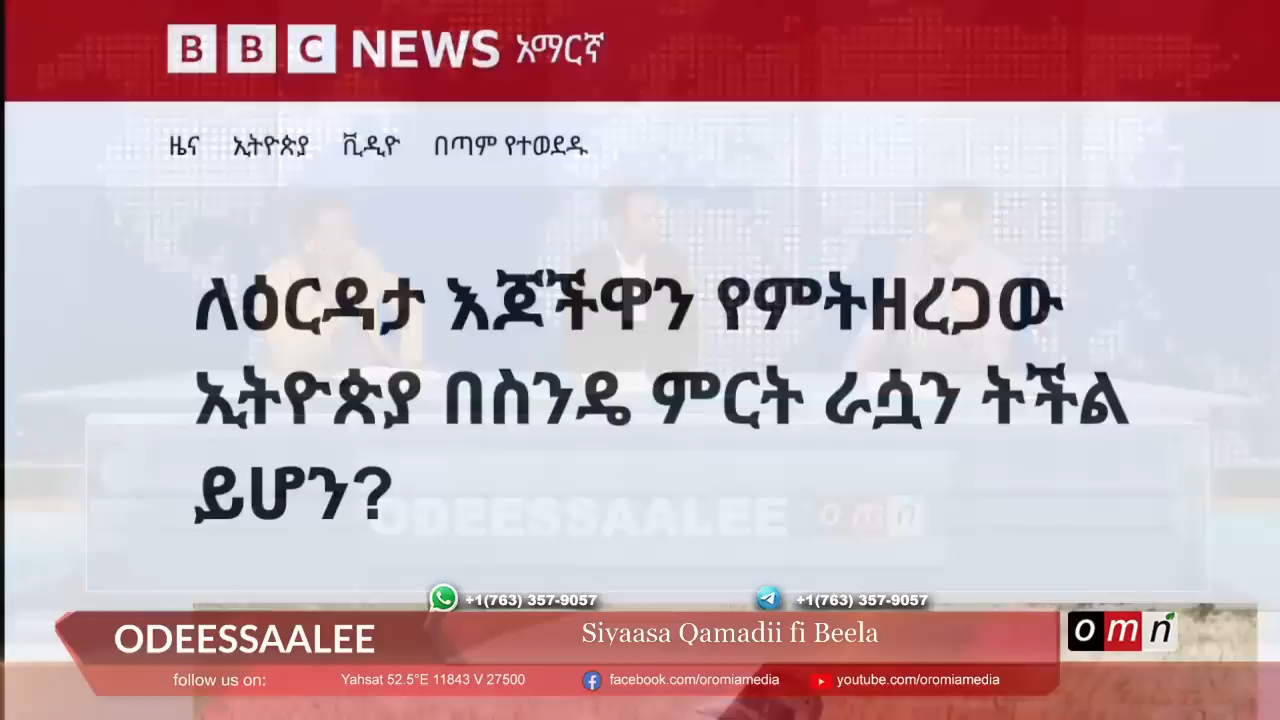 BBC NEWS አማርኛ
ዜና ኢትዮጵያ ቪዲዮ በጣም የተወደዱ
ለዕርዳታ እጆችዋን የምትዘረጋው
ኢትዮጵያ በስንዴ ምርት ራሷን ትችል
ይሆን?
ODEESSAALEE omn
+1(763) 357-9057 +1(763) 357-9057
ODEESSAALEE Siyaasa Qamadii fi Beela omn
follow us on: Yahsat 52.5°E 11843 V 27500 facebook.com/oromiamedia youtube.com/oromiamedia